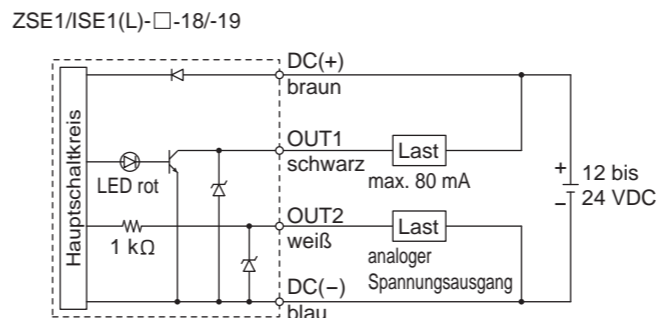 ZSE1/ISE1(L)-□-18/-19
DC(+)
braun
Hauptschaltkreis
LED rot
OUT1
schwarz
Last
max. 80 mA
+
12 bis
−
24 VDC
1 kΩ
OUT2
weiß
Last
analoger
Spannungsausgang
DC(−)
blau